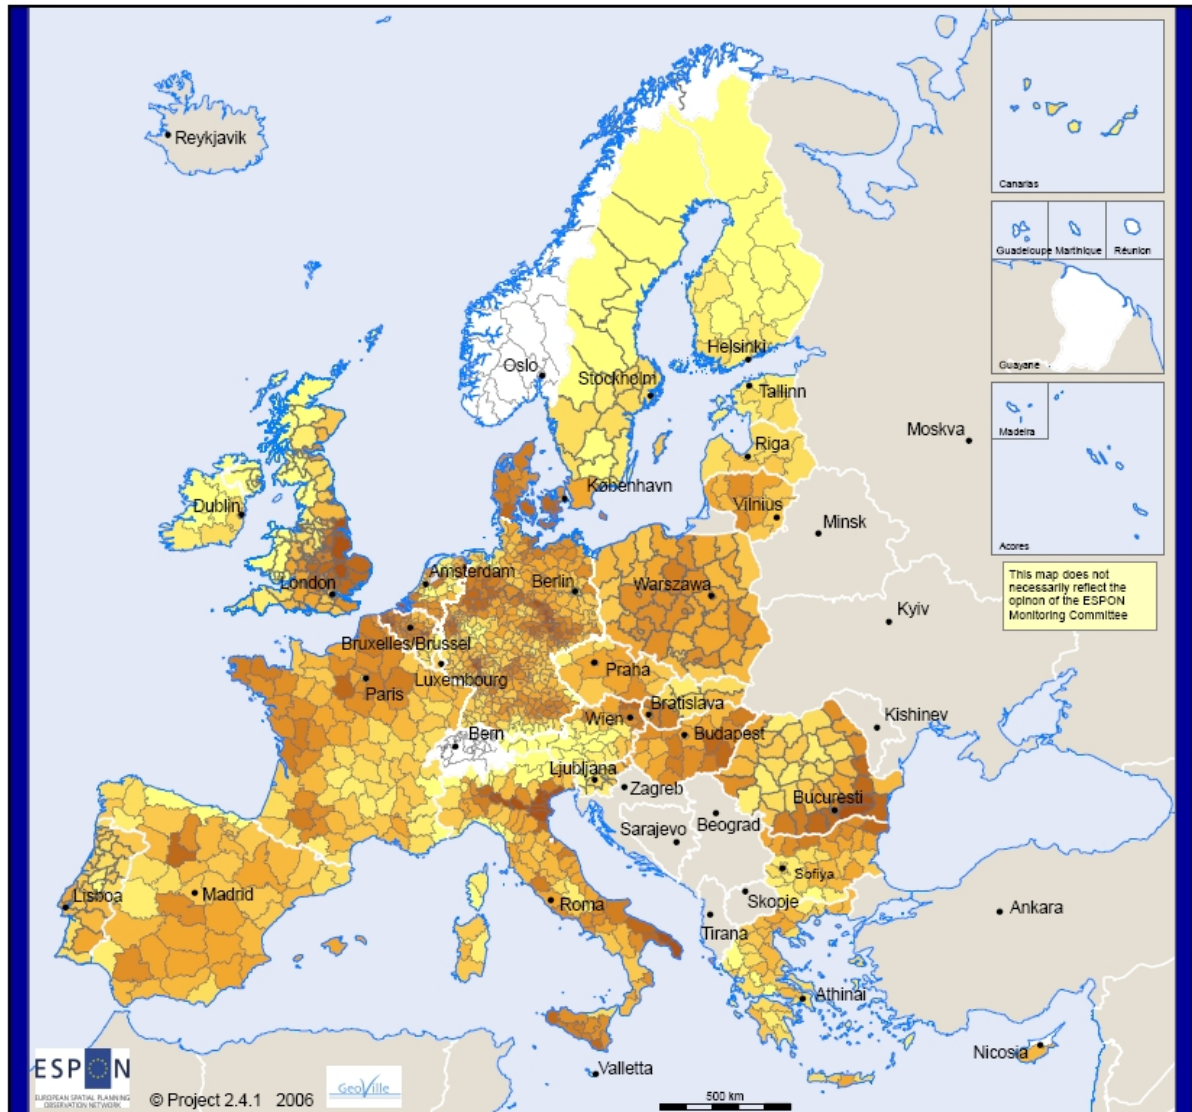 Reykjavik
Canarias
Guadeloupe
Martinique
Réunion
Guayane
Madeira
Acores
Helsinki
Oslo
Stockholm
Tallinn
Moskva
Riga
København
Vilnius
Dublin
Minsk
Amsterdam
London
Berlin
Warszawa
This map does not
necessarily reflect the
opinon of the ESPON
Monitoring Committee
Kyiv
Bruxelles/Brussel
Luxembourg
Praha
Paris
Bratislava
Wien
Kishinev
Bern
Budapest
Ljubljana
Zagreb
Bucuresti
Beograd
Sarajevo
Sofiya
Madrid
Lisboa
Roma
Skopje
Ankara
Tirana
Athinai
Nicosia
Valletta
ESPON
EUROPEAN SPATIAL PLANNING
OBSERVATION NETWORK
© Project 2.4.1 2006
GeoVille
500 km